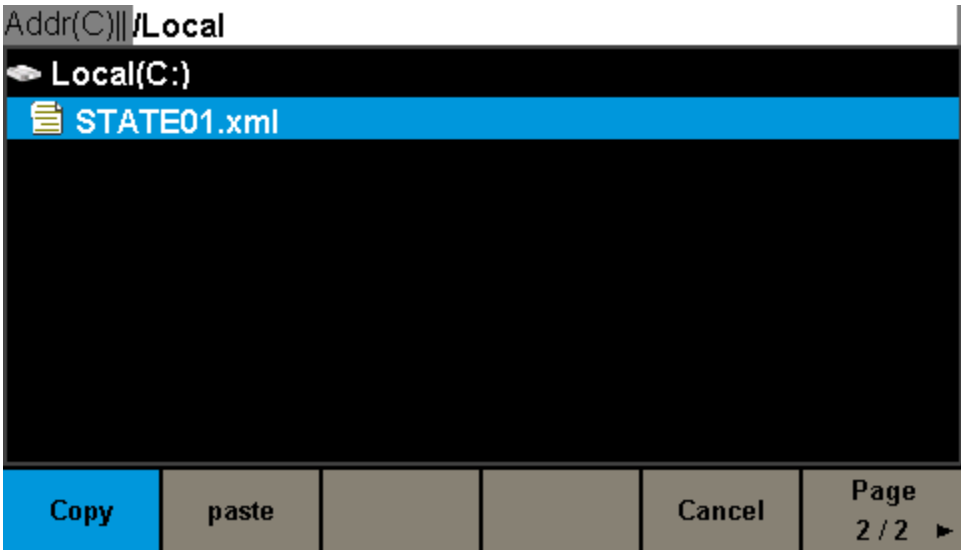 Addr(C)|| /Local
Local(C:)
STATE01.xml
Copy
paste
Cancel
Page
2/2